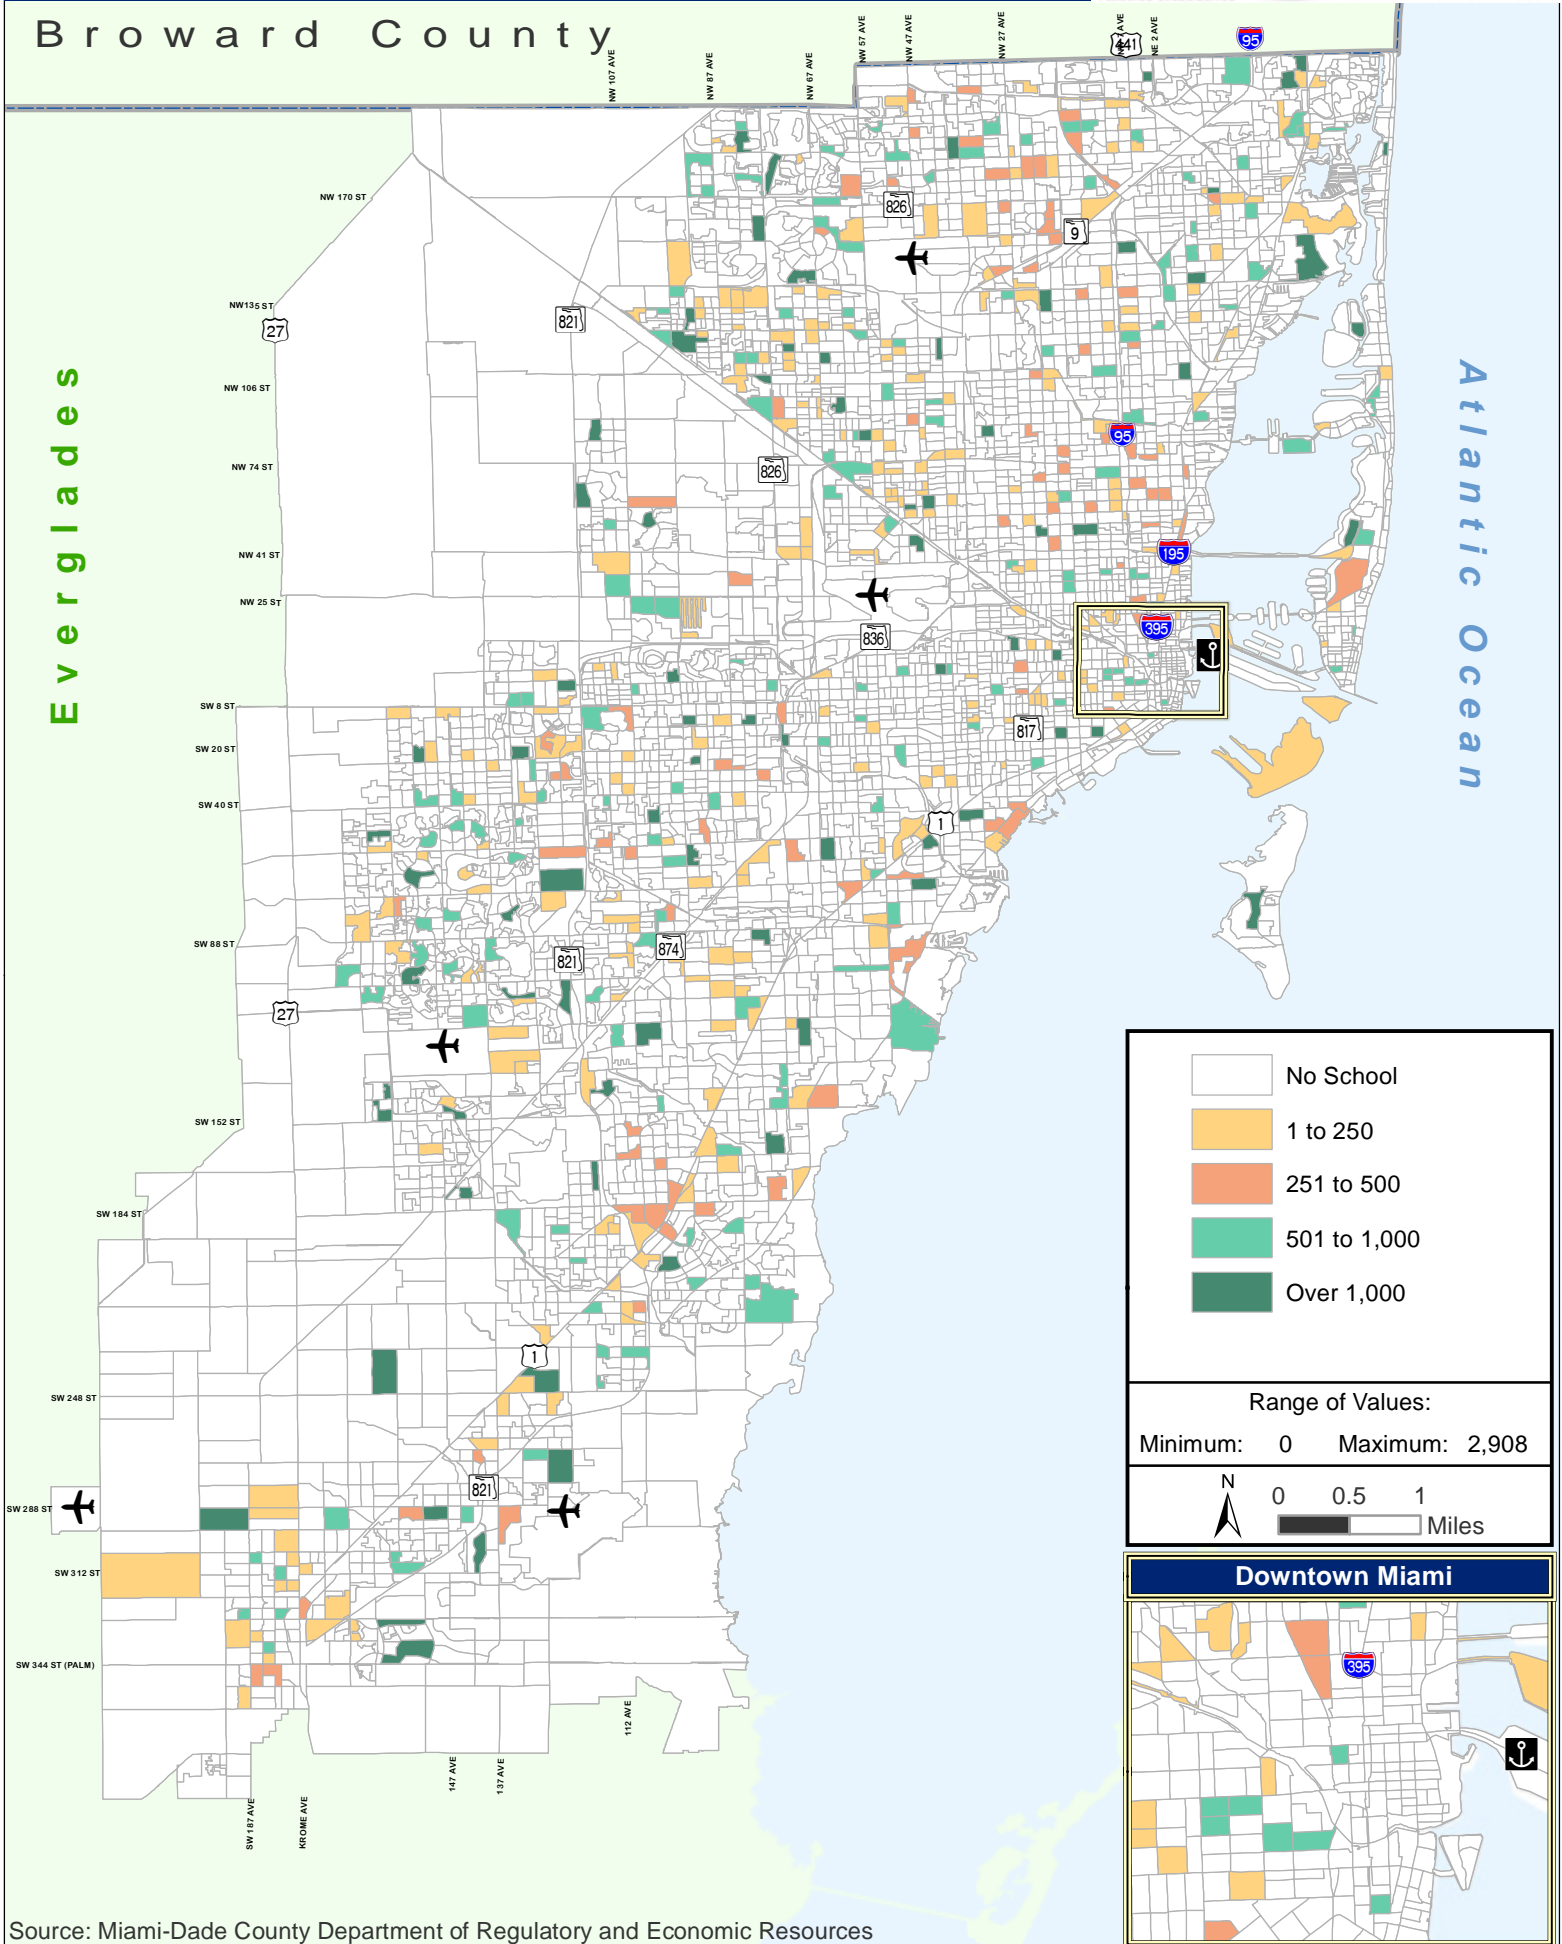 Broward County
NW 107 AVE
NW 87 AVE
NW 67 AVE
NW 57 AVE
NW 47 AVE
NW 27 AVE
441
NE 2 AVE
95
NW 170 ST
826
9
NW135 ST
27
821
Everglades
NW 106 ST
Atlantic Ocean
95
NW 74 ST
826
NW 41 ST
195
NW 25 ST
836
395
SW 8 ST
817
SW 20 ST
SW 40 ST
1
SW 88 ST
821
874
27
SW 152 ST
SW 184 ST
1
SW 248 ST
821
SW 288 ST
SW 312 ST
SW 344 ST (PALM)
112 AVE
147 AVE
137 AVE
SW 187 AVE
KROME AVE
No School
1 to 250
251 to 500
501 to 1,000
Over 1,000
Range of Values:
Minimum: 0 Maximum: 2,908
N
0 0.5 1
Miles
Downtown Miami
395
Source: Miami-Dade County Department of Regulatory and Economic Resources